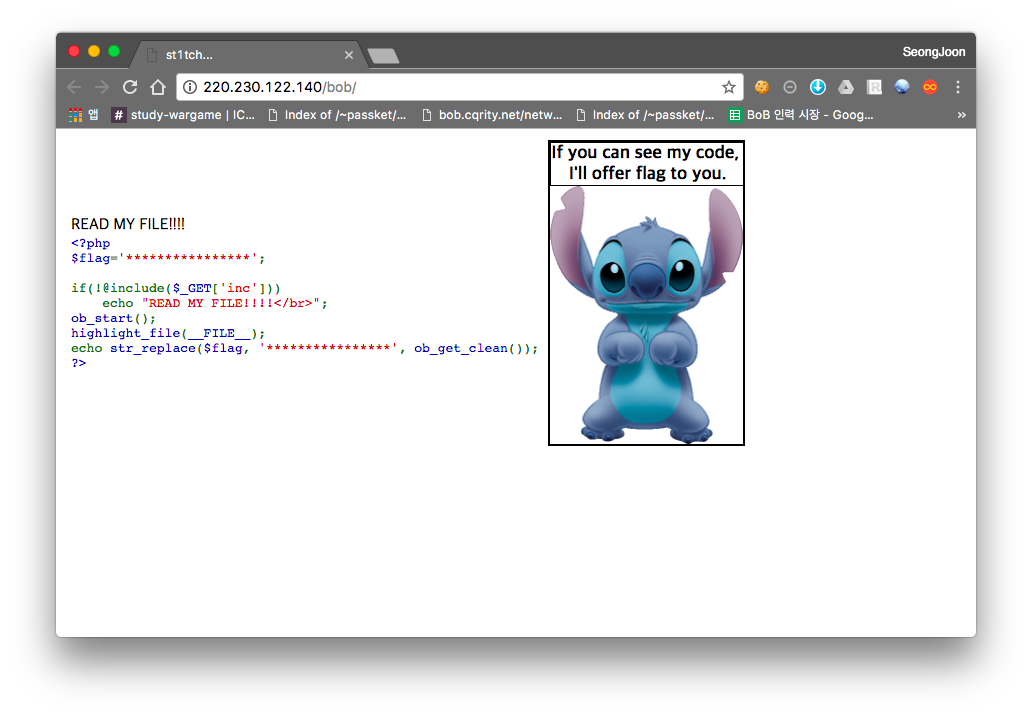 st1tch...
SeongJoon
220.230.122.140/bob/
앱
# study-wargame | IC...
Index of /~passket/...
bob.cqrity.net/netw...
Index of /~passket/...
BoB 인력 시장 - Goog...
»
If you can see my code,
I'll offer flag to you.
READ MY FILE!!!!
<?php
$flag='****************';
if(!@include($_GET['inc']))
    echo "READ MY FILE!!!!</br>";
ob_start();
highlight_file(__FILE__);
echo str_replace($flag, '****************', ob_get_clean());
?>